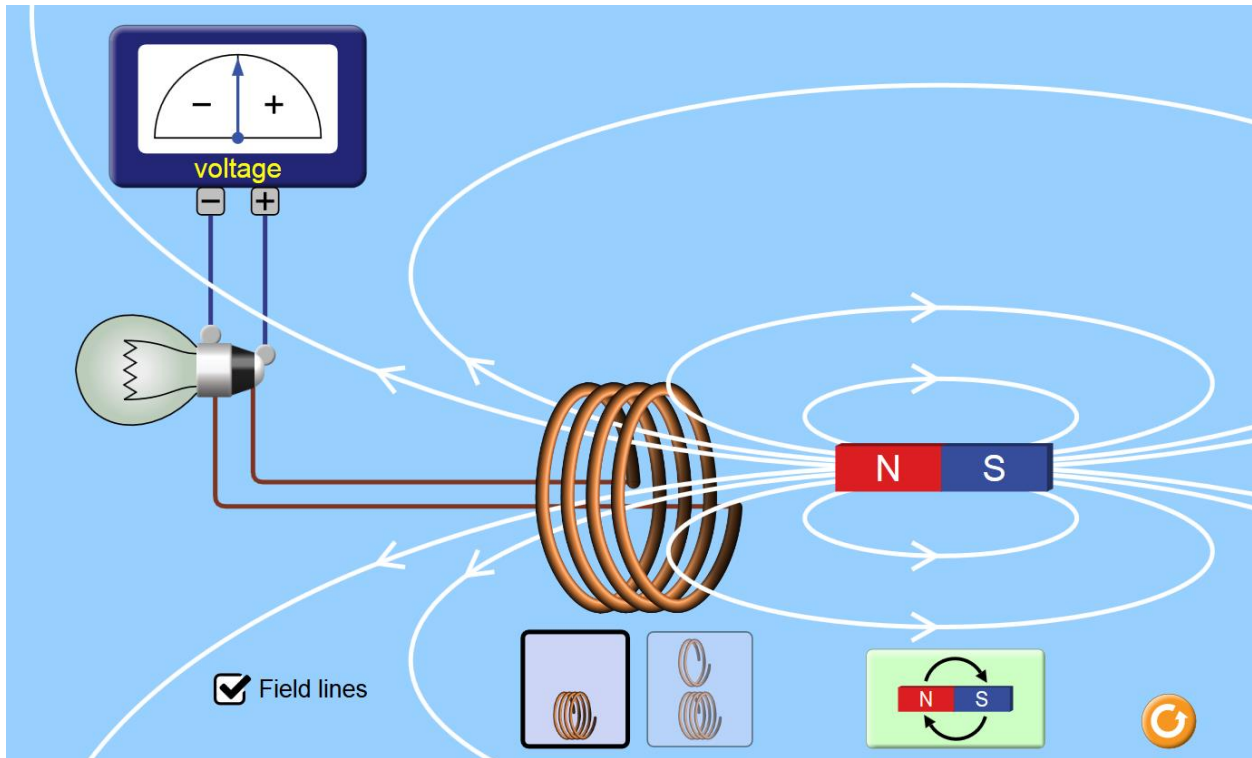 − +
voltage
− +
N S
Field lines
N S